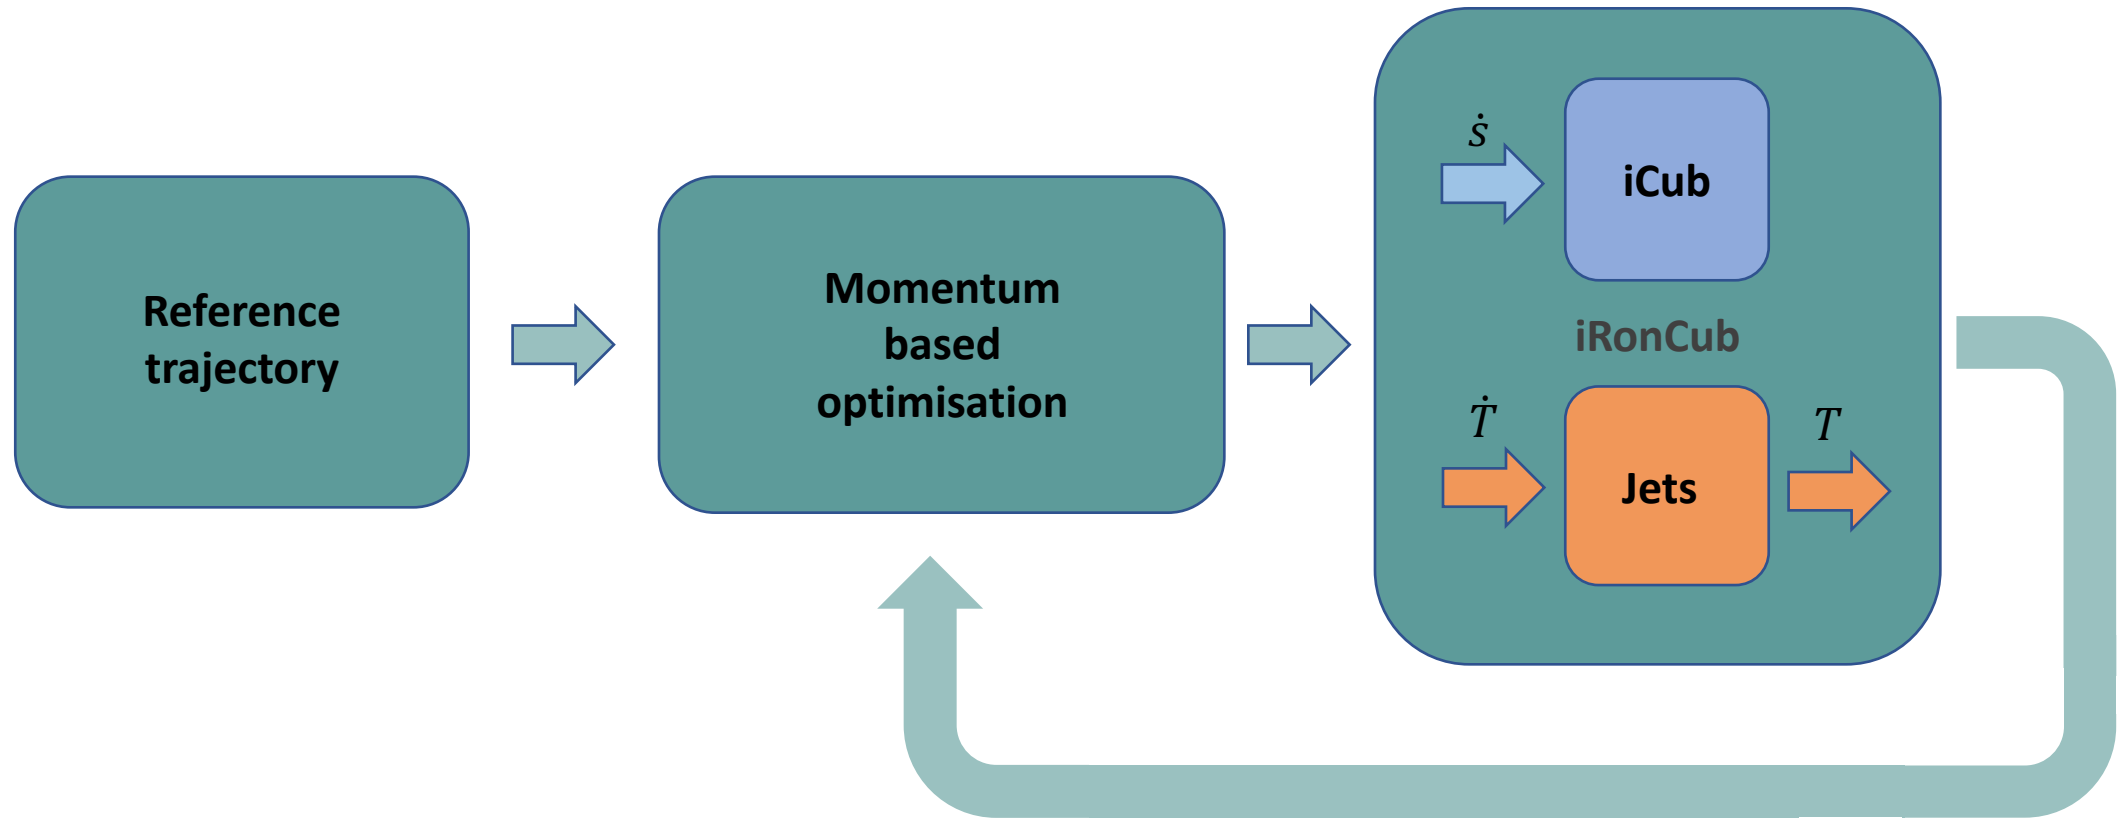 Reference
trajectory
Momentum
based
optimisation
ṡ
iCub
iRonCub
Ṫ
Jets
T